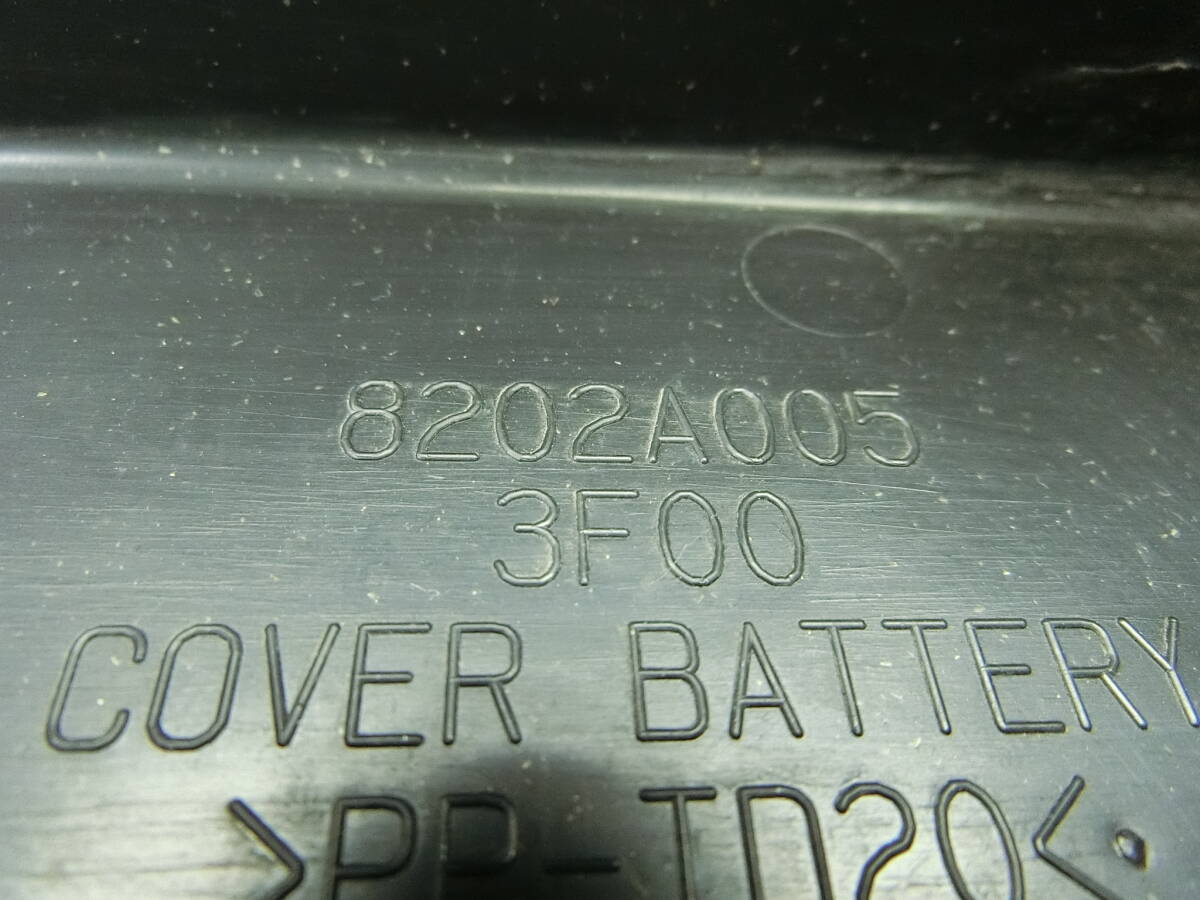 8202A005
3F00
COVER BATTERY
>PP-TD20<